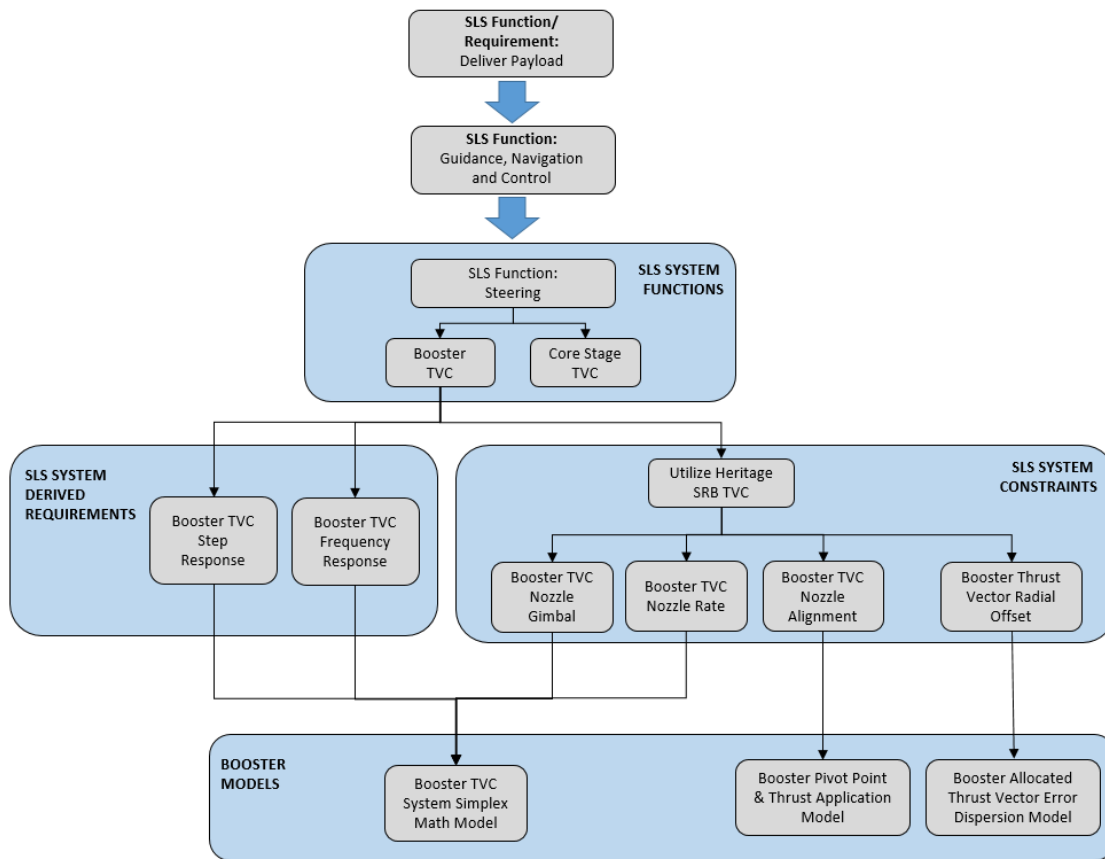 SLS Function/
Requirement:
Deliver Payload
SLS Function:
Guidance, Navigation
and Control
SLS Function:
Steering
SLS SYSTEM
FUNCTIONS
Booster
TVC
Core Stage
TVC
SLS SYSTEM
DERIVED
REQUIREMENTS
Booster TVC
Step
Response
Booster TVC
Frequency
Response
Utilize Heritage
SRB TVC
SLS SYSTEM
CONSTRAINTS
Booster TVC
Nozzle
Gimbal
Booster TVC
Nozzle Rate
Booster TVC
Nozzle
Alignment
Booster Thrust
Vector Radial
Offset
BOOSTER
MODELS
Booster TVC
System Simplex
Math Model
Booster Pivot Point
& Thrust Application
Model
Booster Allocated
Thrust Vector Error
Dispersion Model